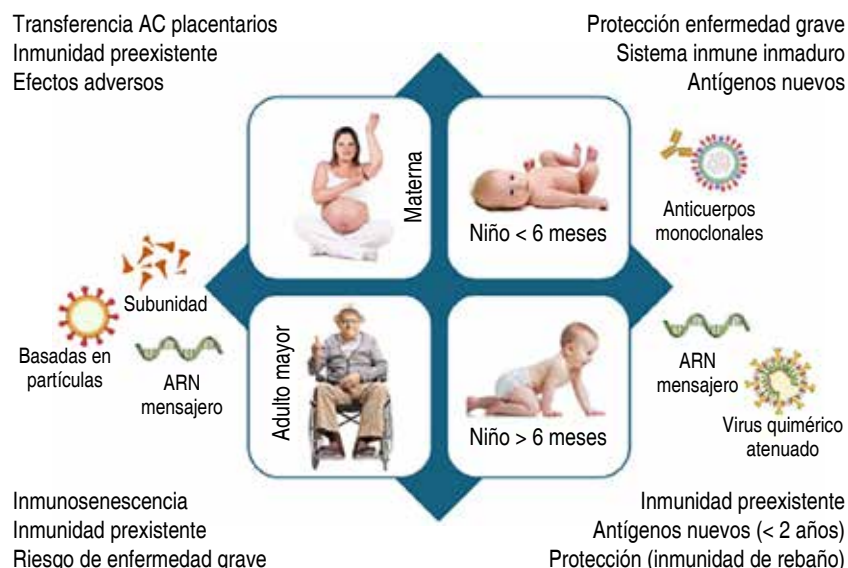 Transferencia AC placentarios
Inmunidad preexistente
Efectos adversos
Protección enfermedad grave
Sistema inmune inmaduro
Antígenos nuevos
Materna
Niño < 6 meses
Anticuerpos
monoclonales
Subunidad
Basadas en
partículas
ARN
mensajero
Adulto mayor
Niño > 6 meses
ARN
mensajero
Virus quimérico
atenuado
Inmunosenescencia
Inmunidad prexistente
Riesgo de enfermedad grave
Inmunidad preexistente
Antígenos nuevos (< 2 años)
Protección (inmunidad de rebaño)